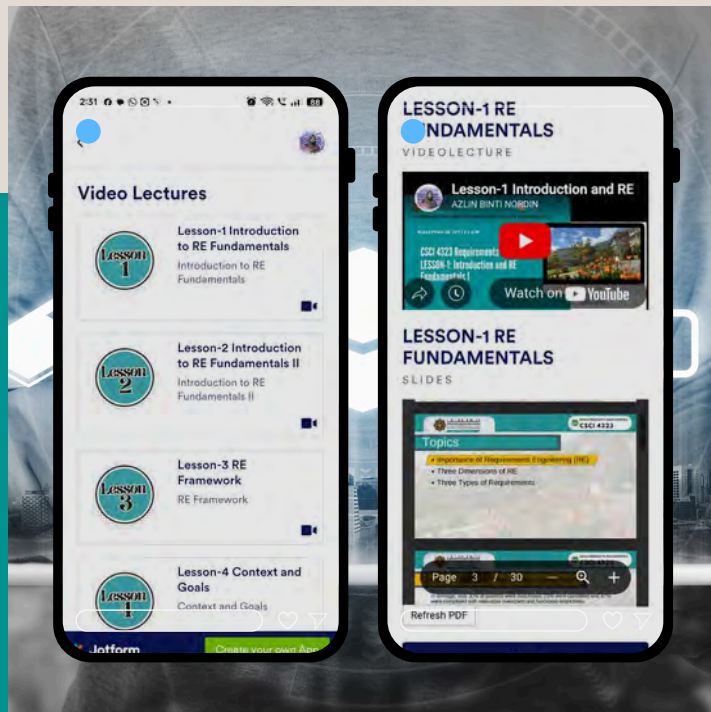 2:31
88
Video Lectures
Lesson
1
Lesson-1 Introduction
to RE Fundamentals
Introduction to RE
Fundamentals
Lesson
2
Lesson-2 Introduction
to RE Fundamentals II
Introduction to RE
Fundamentals II
Lesson
3
Lesson-3 RE
Framework
RE Framework
Lesson
Lesson-4 Context and
Goals
Context and Goals
Jotform
Create your own App
LESSON-1 RE
FUNDAMENTALS
VIDEOLECTURE
Lesson-1 Introduction and RE
AZLIN BINTI NORDIN
CSCI 4323 Requirements
LESSON-1: Introduction and RE
Fundamentals I
Watch on YouTube
LESSON-1 RE
FUNDAMENTALS
SLIDES
CSCI 4323
Topics
• Importance of Requirements Engineering (RE)
• Three Dimensions of RE
• Three Types of Requirements
Page 3 / 30 — +
Refresh PDF